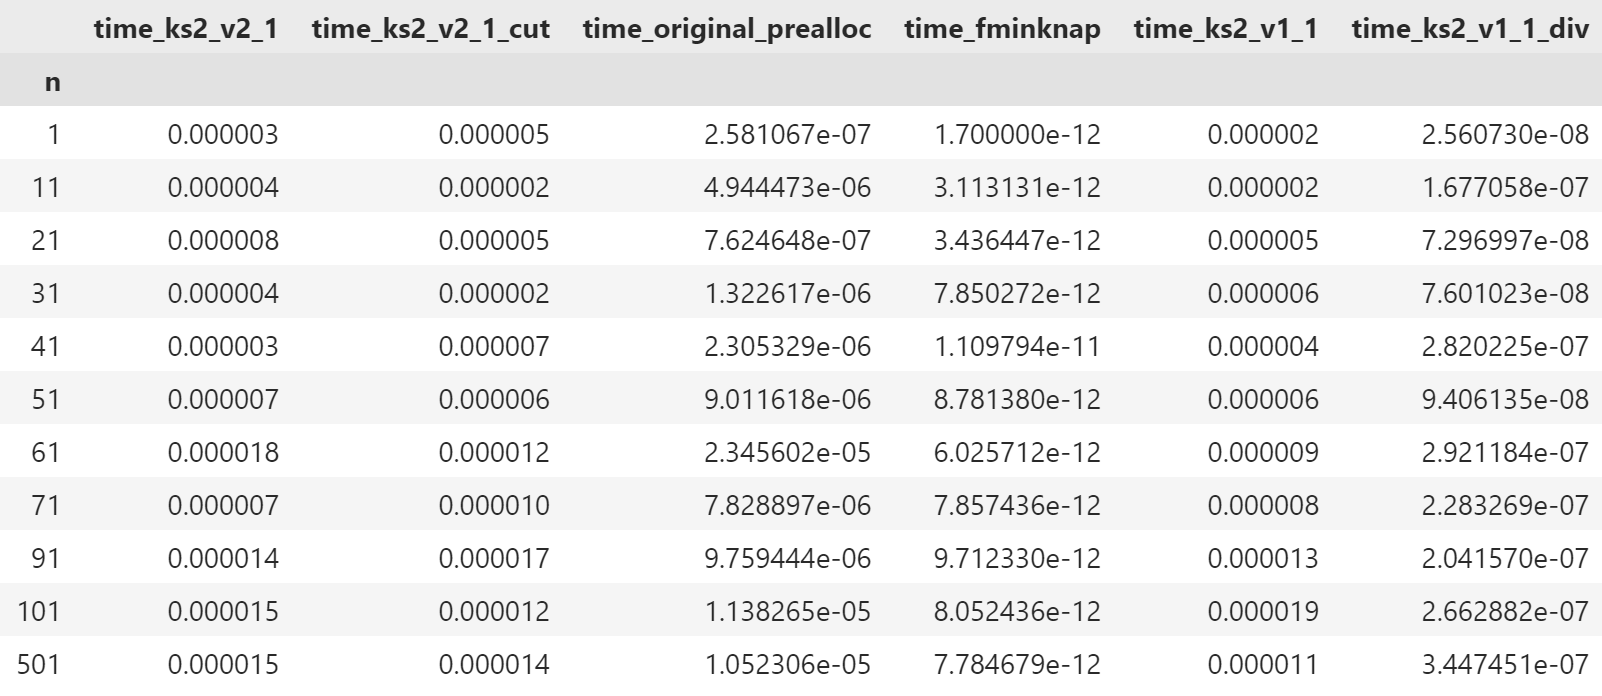 time_ks2_v2_1 time_ks2_v2_1_cut time_original_prealloc time_fminknap time_ks2_v1_1 time_ks2_v1_1_div
n
1 0.000003 0.000005 2.581067e-07 1.700000e-12 0.000002 2.560730e-08
11 0.000004 0.000002 4.944473e-06 3.113131e-12 0.000002 1.677058e-07
21 0.000008 0.000005 7.624648e-07 3.436447e-12 0.000005 7.296997e-08
31 0.000004 0.000002 1.322617e-06 7.850272e-12 0.000006 7.601023e-08
41 0.000003 0.000007 2.305329e-06 1.109794e-11 0.000004 2.820225e-07
51 0.000007 0.000006 9.011618e-06 8.781380e-12 0.000006 9.406135e-08
61 0.000018 0.000012 2.345602e-05 6.025712e-12 0.000009 2.921184e-07
71 0.000007 0.000010 7.828897e-06 7.857436e-12 0.000008 2.283269e-07
91 0.000014 0.000017 9.759444e-06 9.712330e-12 0.000013 2.041570e-07
101 0.000015 0.000012 1.138265e-05 8.052436e-12 0.000019 2.662882e-07
501 0.000015 0.000014 1.052306e-05 7.784679e-12 0.000011 3.447451e-07